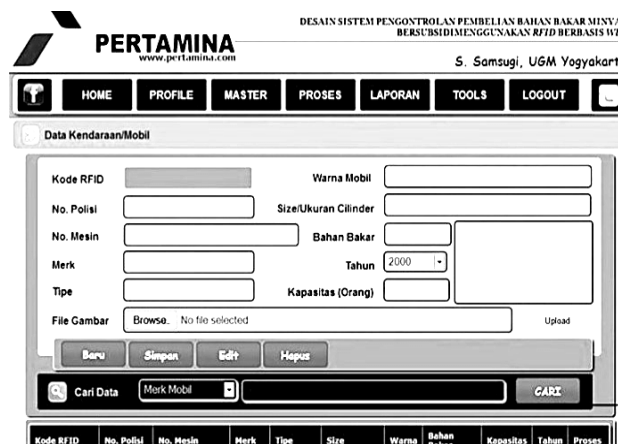 DESAIN SISTEM PENGONTROLAN PEMBELIAN BAHAN BAKAR MINYA
BERSUBSIDIMENGGUNAKAN RFID BERBASIS WE
PERTAMINA
www.pertamina.com
S. Samsugi, UGM Yogyakart
HOME PROFILE MASTER PROSES LAPORAN TOOLS LOGOUT
Data Kendaraan/Mobil
Kode RFID Warna Mobil
No. Polisi Size/Ukuran Cilinder
No. Mesin Bahan Bakar
Merk Tahun 2000
Tipe Kapasitas (Orang)
File Gambar Browse. No file selected Upload
Baru Simpan Edit Hapus
Cari Data Merk Mobil CARI
Kode RFID No. Polisi No. Mesin Merk Tipe Size Warna Bahan Kapasitas Tahun Proses